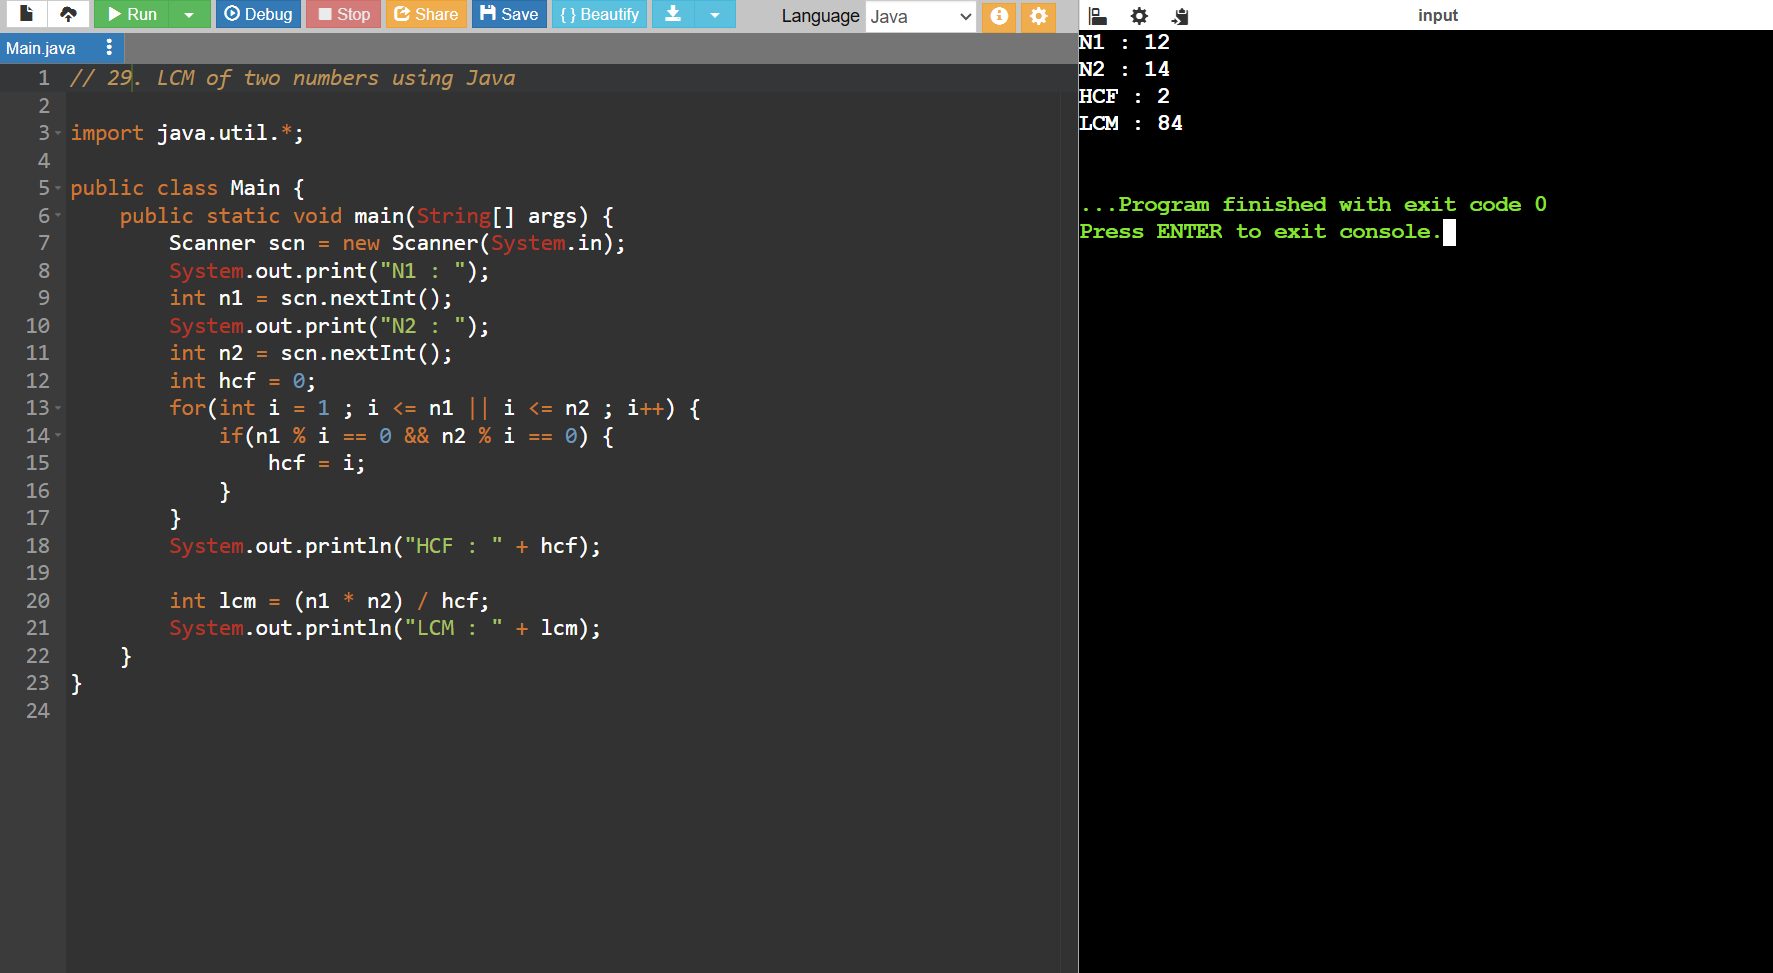 Run Debug Stop Share Save { } Beautify Language Java
input
Main.java
1 // 29. LCM of two numbers using Java
2
3 import java.util.*;
4
5 public class Main {
6     public static void main(String[] args) {
7         Scanner scn = new Scanner(System.in);
8         System.out.print("N1 : ");
9         int n1 = scn.nextInt();
10         System.out.print("N2 : ");
11         int n2 = scn.nextInt();
12         int hcf = 0;
13         for(int i = 1 ; i <= n1 || i <= n2 ; i++) {
14             if(n1 % i == 0 && n2 % i == 0) {
15                 hcf = i;
16             }
17         }
18         System.out.println("HCF : " + hcf);
19
20         int lcm = (n1 * n2) / hcf;
21         System.out.println("LCM : " + lcm);
22     }
23 }
24
N1 : 12
N2 : 14
HCF : 2
LCM : 84
...Program finished with exit code 0
Press ENTER to exit console.